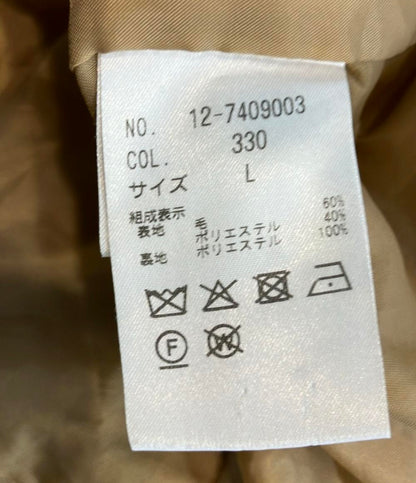 NO. 12-7409003
COL. 330
サイズ L
組成表示
表地 毛 60%
ポリエステル 40%
裏地 ポリエステル 100%
F
W